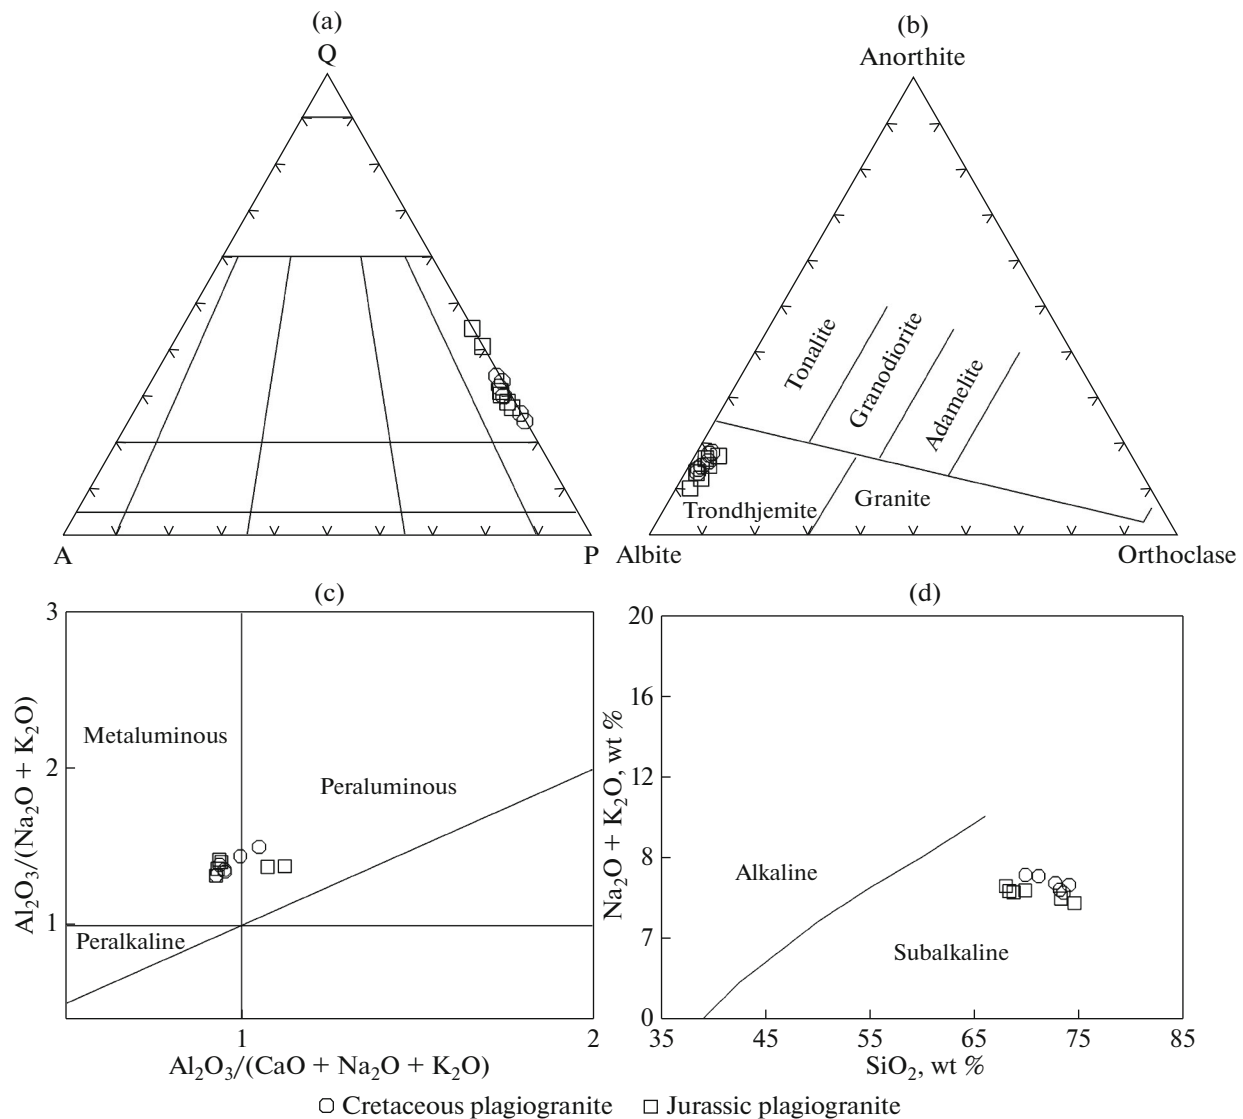 (a)
Q
A
P
(b)
Anorthite
Tonalite
Granodiorite
Adamelite
Trondhjemite
Granite
Albite
Orthoclase
(c)
3
2
1
Al₂O₃/(Na₂O + K₂O)
Metaluminous
Peraluminous
Peralkaline
1
2
Al₂O₃/(CaO + Na₂O + K₂O)
(d)
20
16
12
8
7
0
Na₂O + K₂O, wt %
Alkaline
Subalkaline
35
45
55
65
75
85
SiO₂, wt %
Cretaceous plagiogranite
Jurassic plagiogranite